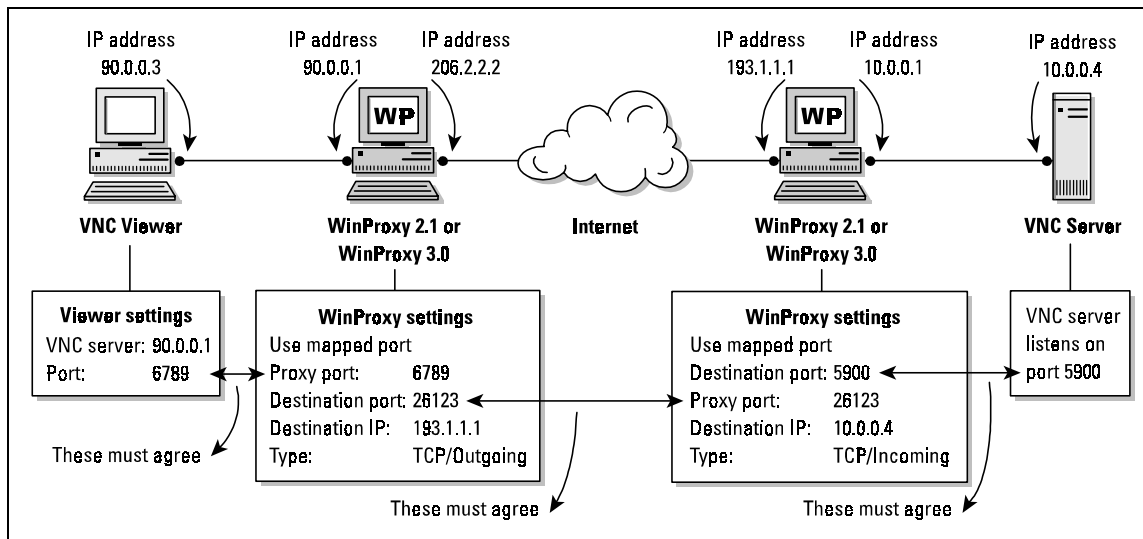 IP address
90.0.0.3
IP address
90.0.0.1
IP address
206.2.2.2
IP address
193.1.1.1
IP address
10.0.0.1
IP address
10.0.0.4
WP
WP
VNC Viewer
WinProxy 2.1 or
WinProxy 3.0
Internet
WinProxy 2.1 or
WinProxy 3.0
VNC Server
Viewer settings
VNC server: 90.0.0.1
Port: 6789
WinProxy settings
Use mapped port
Proxy port: 6789
Destination port: 26123
Destination IP: 193.1.1.1
Type: TCP/Outgoing
WinProxy settings
Use mapped port
Destination port: 5900
Proxy port: 26123
Destination IP: 10.0.0.4
Type: TCP/Incoming
VNC server
listens on
port 5900
These must agree
These must agree
These must agree